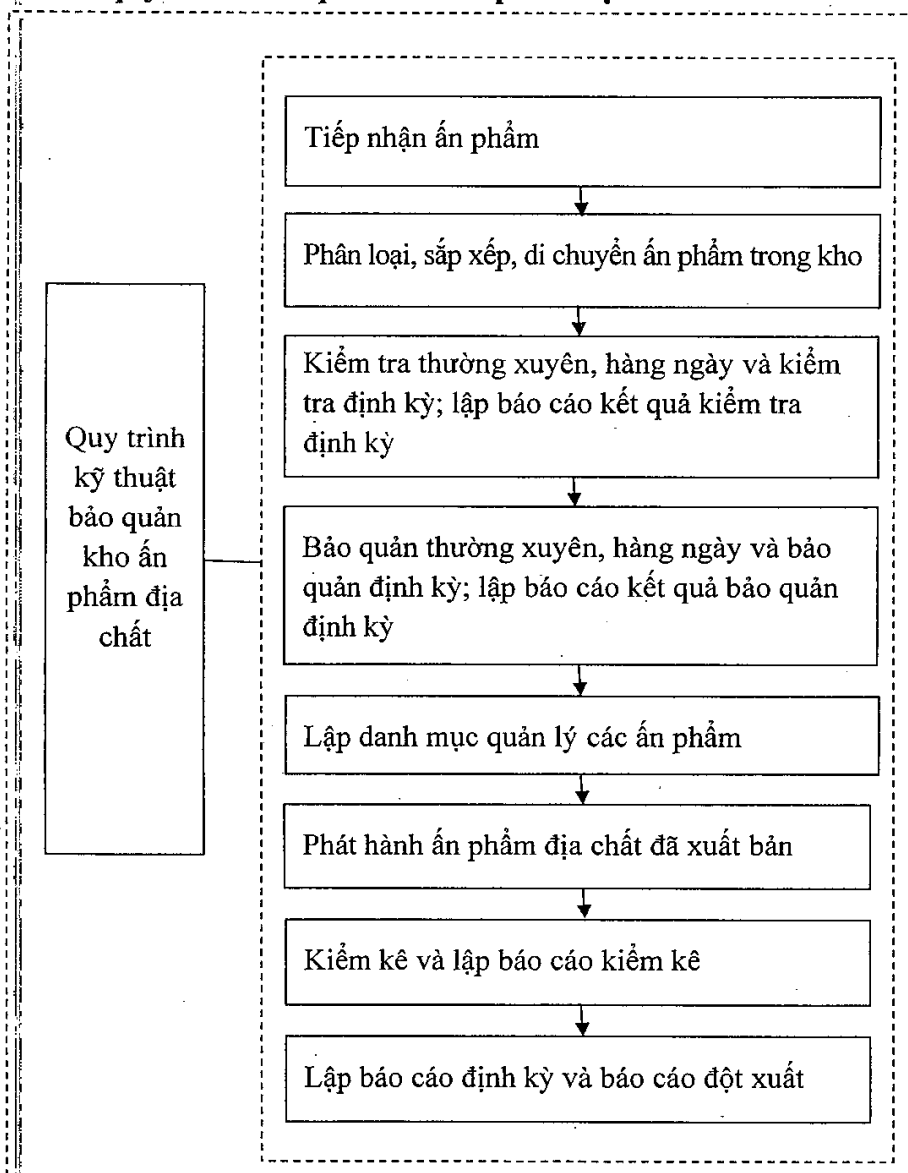 Tiếp nhận ấn phẩm
Phân loại, sắp xếp, di chuyển ấn phẩm trong kho
Kiểm tra thường xuyên, hàng ngày và kiểm
tra định kỳ; lập báo cáo kết quả kiểm tra
định kỳ
Quy trình
kỹ thuật
bảo quản
kho ấn
phẩm địa
chất
Bảo quản thường xuyên, hàng ngày và bảo
quản định kỳ; lập báo cáo kết quả bảo quản
định kỳ
Lập danh mục quản lý các ấn phẩm
Phát hành ấn phẩm địa chất đã xuất bản
Kiểm kê và lập báo cáo kiểm kê
Lập báo cáo định kỳ và báo cáo đột xuất